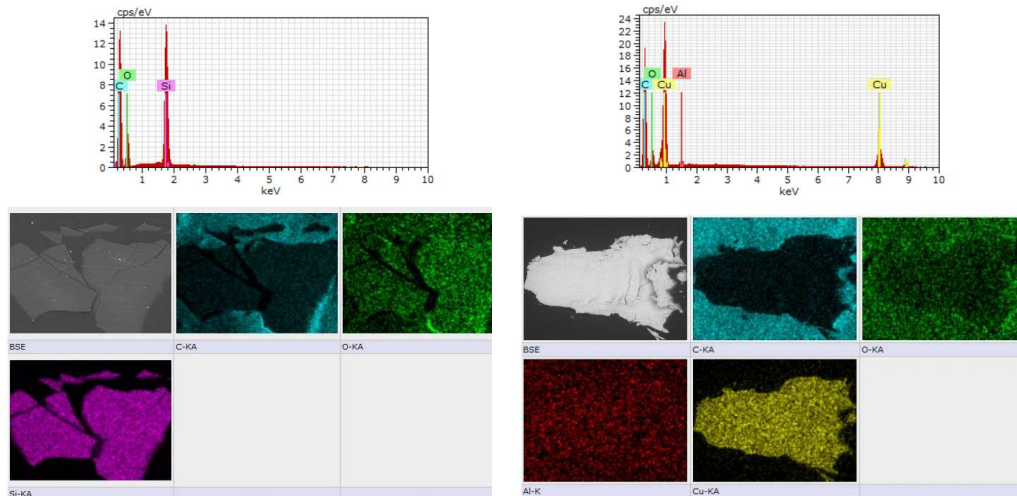 cps/eV
14
12
10
8
6
4
2
0
O
C
Si
1 2 3 4 5 6 7 8 9 10
keV
BSE
C-KA
O-KA
Si-KA
cps/eV
24
22
20
18
16
14
12
10
8
6
4
2
0
O
Al
C
Cu
Cu
1 2 3 4 5 6 7 8 9 10
keV
BSE
C-KA
O-KA
Al-K
Cu-KA